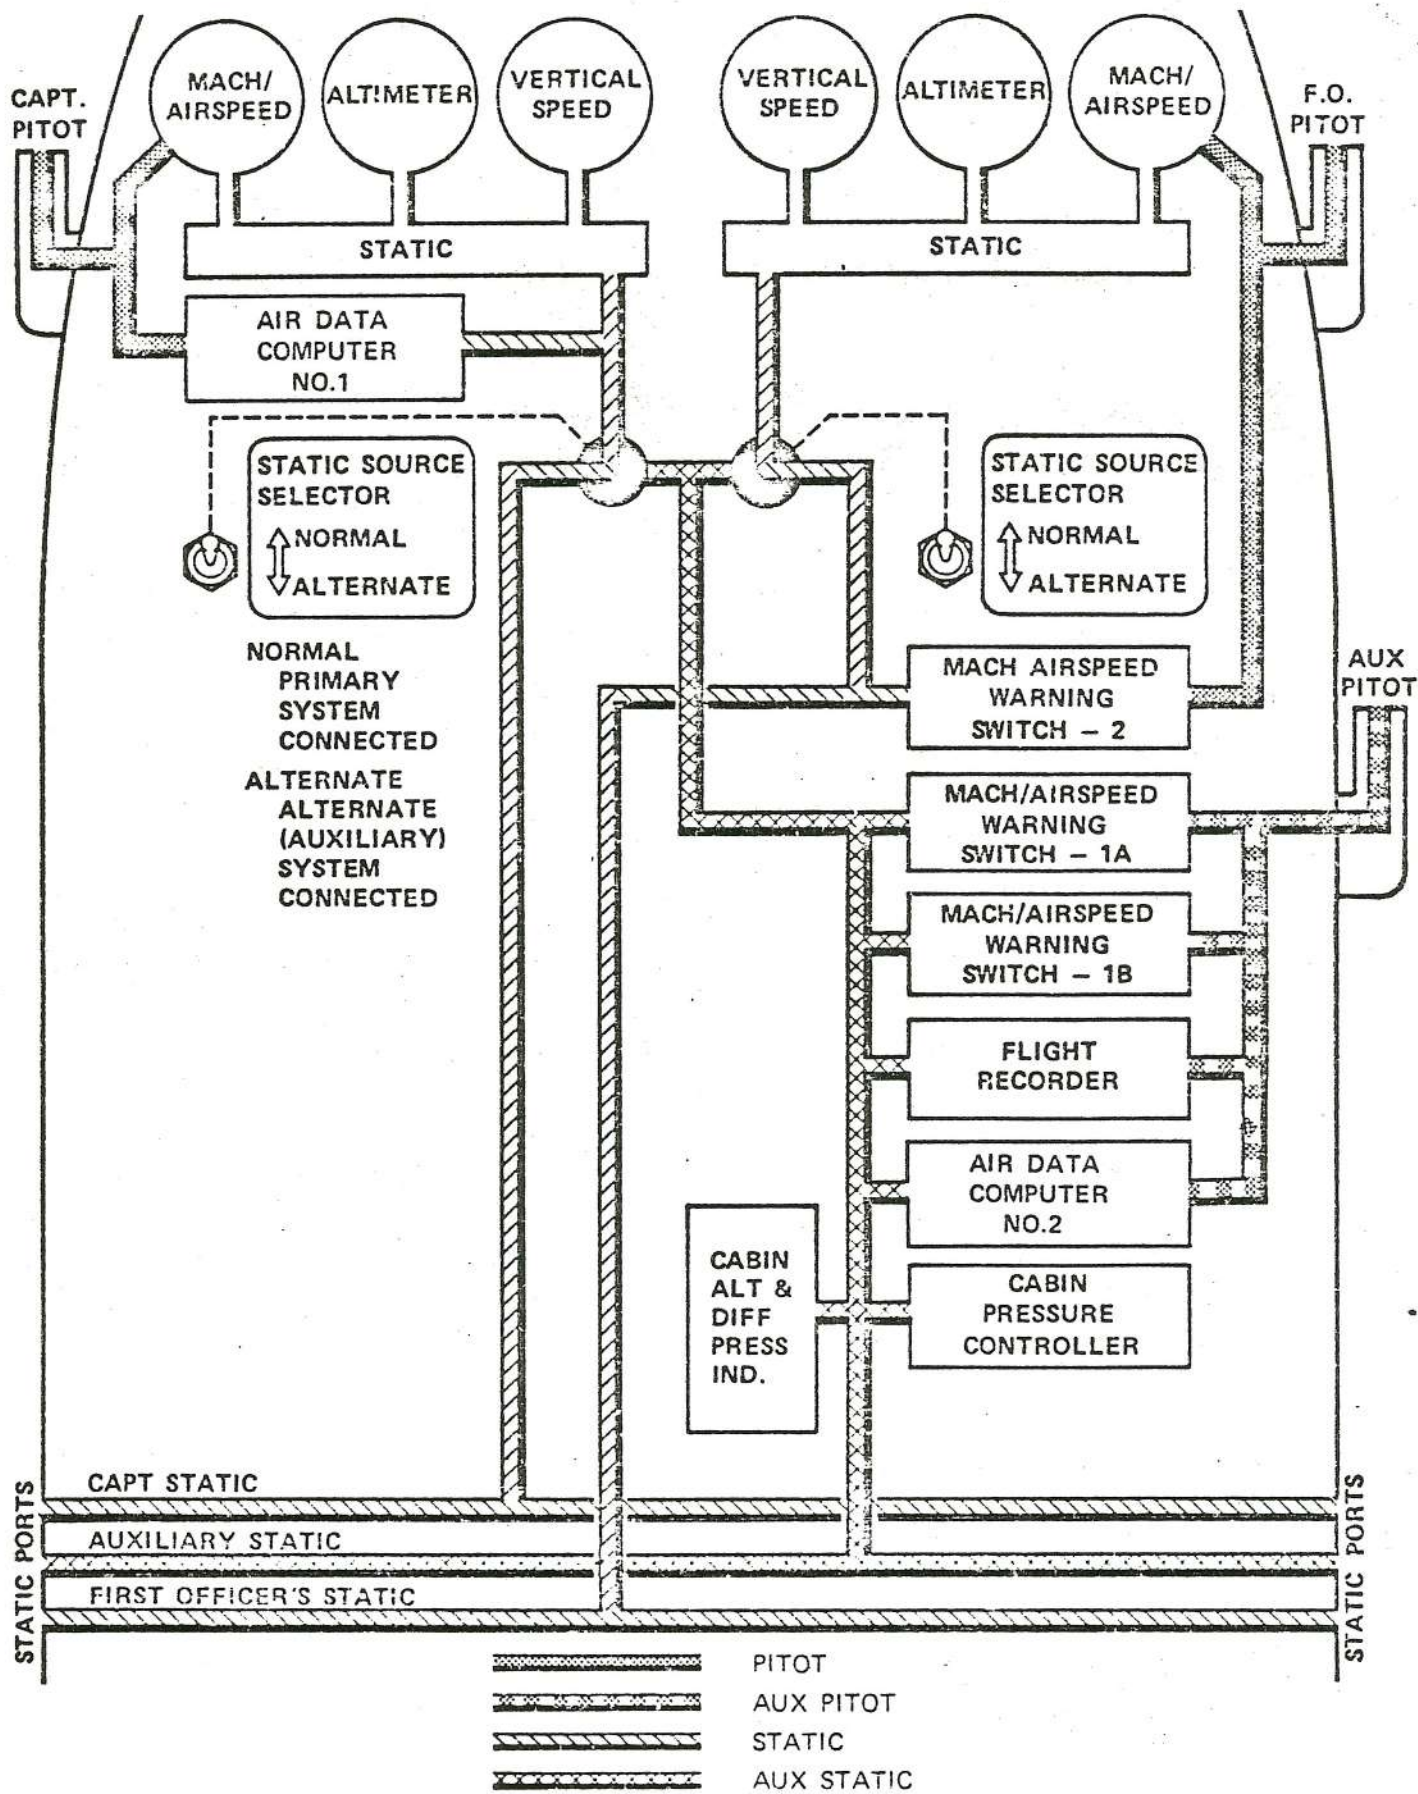 CAPT.
PITOT
MACH/
AIRSPEED
ALTIMETER
VERTICAL
SPEED
VERTICAL
SPEED
ALTIMETER
MACH/
AIRSPEED
F.O.
PITOT
STATIC
STATIC
AIR DATA
COMPUTER
NO.1
STATIC SOURCE
SELECTOR
NORMAL
ALTERNATE
STATIC SOURCE
SELECTOR
NORMAL
ALTERNATE
NORMAL
PRIMARY
SYSTEM
CONNECTED
ALTERNATE
ALTERNATE
(AUXILIARY)
SYSTEM
CONNECTED
MACH AIRSPEED
WARNING
SWITCH – 2
AUX
PITOT
MACH/AIRSPEED
WARNING
SWITCH – 1A
MACH/AIRSPEED
WARNING
SWITCH – 1B
FLIGHT
RECORDER
AIR DATA
COMPUTER
NO.2
CABIN
ALT &
DIFF
PRESS
IND.
CABIN
PRESSURE
CONTROLLER
STATIC PORTS
CAPT STATIC
AUXILIARY STATIC
FIRST OFFICER'S STATIC
STATIC PORTS
PITOT
AUX PITOT
STATIC
AUX STATIC